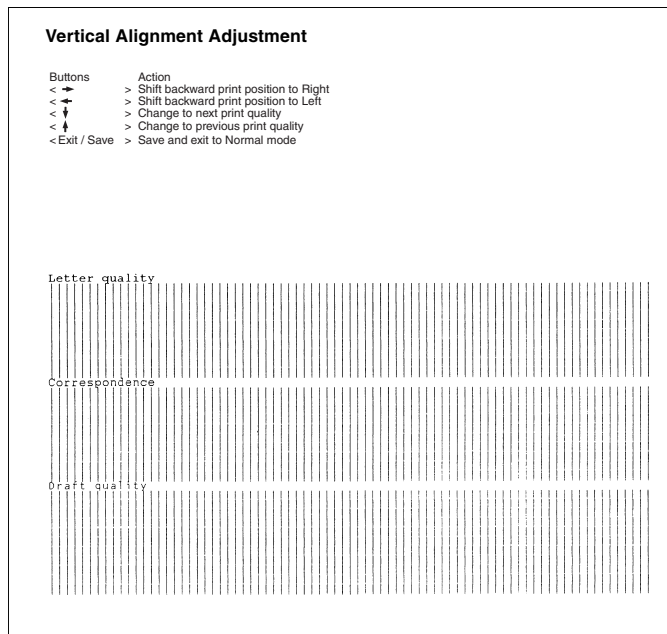 Vertical Alignment Adjustment
Buttons Action
< → > Shift backward print position to Right
< ← > Shift backward print position to Left
< ↓ > Change to next print quality
< ↑ > Change to previous print quality
< Exit / Save > Save and exit to Normal mode
Letter quality
Correspondence
Draft quality